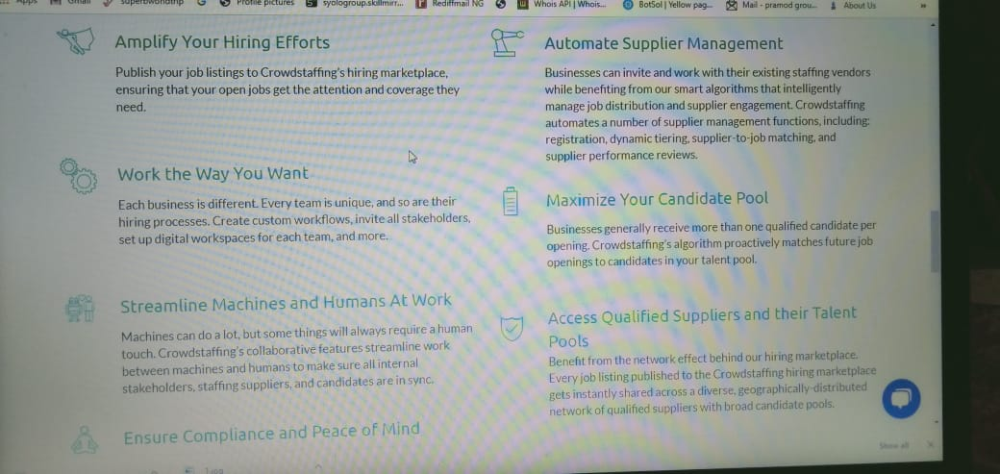 Apps
Gmail
superbwondtrip
Profile pictures
syologroup.skillmirr...
Rediffmail NG
Whois API | Whois...
BotSol | Yellow pag...
Mail - pramod grou...
About Us
»
Amplify Your Hiring Efforts
Publish your job listings to Crowdstaffing's hiring marketplace,
ensuring that your open jobs get the attention and coverage they
need.
Work the Way You Want
Each business is different. Every team is unique, and so are their
hiring processes. Create custom workflows, invite all stakeholders,
set up digital workspaces for each team, and more.
Streamline Machines and Humans At Work
Machines can do a lot, but some things will always require a human
touch. Crowdstaffing's collaborative features streamline work
between machines and humans to make sure all internal
stakeholders, staffing suppliers, and candidates are in sync.
Ensure Compliance and Peace of Mind
Automate Supplier Management
Businesses can invite and work with their existing staffing vendors
while benefiting from our smart algorithms that intelligently
manage job distribution and supplier engagement. Crowdstaffing
automates a number of supplier management functions, including:
registration, dynamic tiering, supplier-to-job matching, and
supplier performance reviews.
Maximize Your Candidate Pool
Businesses generally receive more than one qualified candidate per
opening. Crowdstaffing's algorithm proactively matches future job
openings to candidates in your talent pool.
Access Qualified Suppliers and their Talent
Pools
Benefit from the network effect behind our hiring marketplace.
Every job listing published to the Crowdstaffing hiring marketplace
gets instantly shared across a diverse, geographically-distributed
network of qualified suppliers with broad candidate pools.
Show all